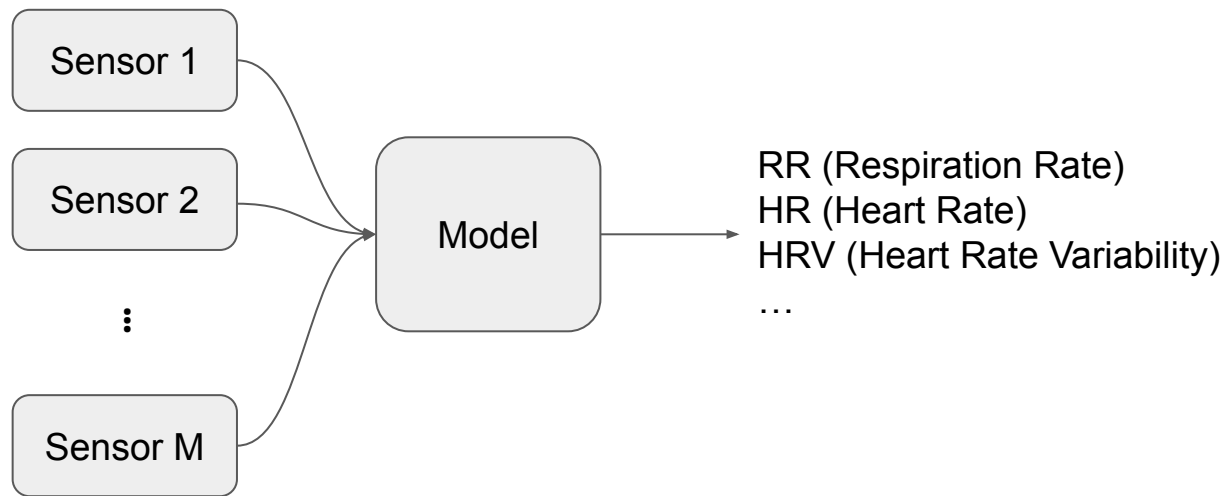 Sensor 1
Sensor 2
⋮
Sensor M
Model
RR (Respiration Rate)
HR (Heart Rate)
HRV (Heart Rate Variability)
…